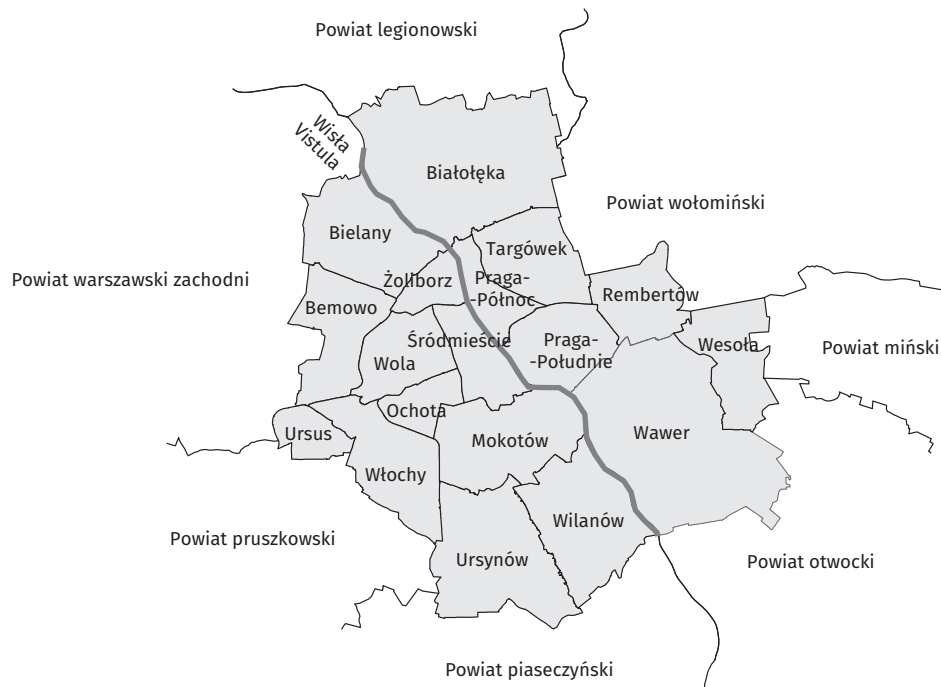 Powiat legionowski
Wisła
Vistula
Białołęka
Powiat wołomiński
Bielany
Targówek
Powiat warszawski zachodni
Żoliborz
Praga-
-Północ
Rembertów
Bemowo
Śródmieście
Praga-
-Południe
Wesoła
Powiat miński
Wola
Ochota
Ursus
Mokotów
Wawer
Włochy
Wilanów
Powiat pruszkowski
Ursynów
Powiat otwocki
Powiat piaseczyński